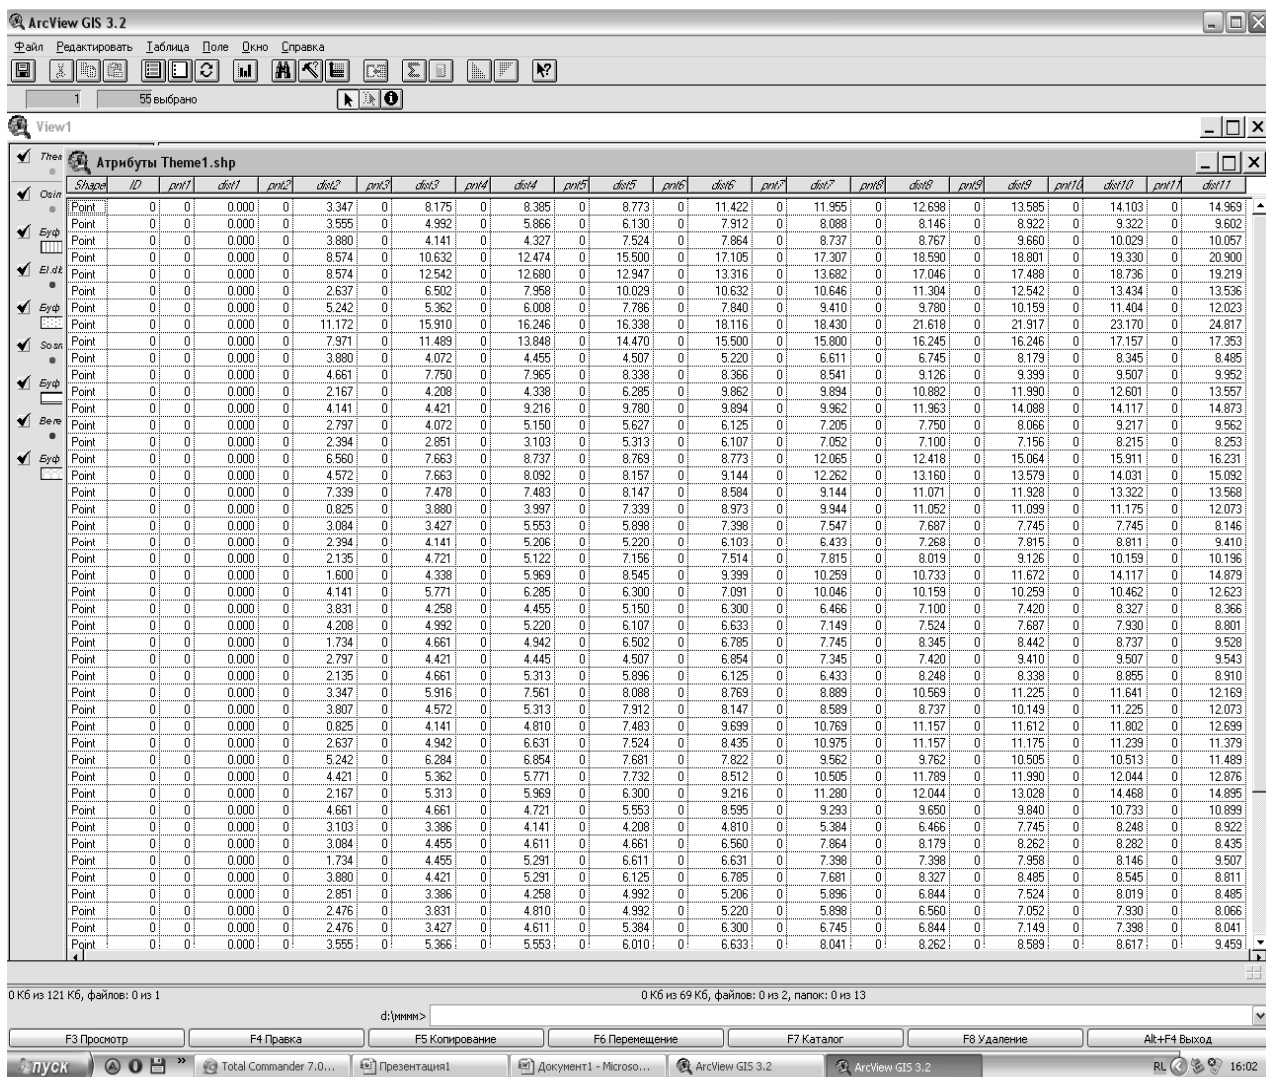 ArcView GIS 3.2
Файл Редактировать Таблица Поле Окно Справка
1 55 выбрано
View1
Атрибуты Theme1.shp
Shape ID pnt1 dist1 pnt2 dist2 pnt3 dist3 pnt4 dist4 pnt5 dist5 pnt6 dist6 pnt7 dist7 pnt8 dist8 pnt9 dist9 pnt10 dist10 pnt11 dist11
Point 0 0 0.000 0 3.347 0 8.175 0 8.385 0 8.773 0 11.422 0 11.955 0 12.698 0 13.585 0 14.103 0 14.969
Point 0 0 0.000 0 3.555 0 4.992 0 5.866 0 6.130 0 7.912 0 8.088 0 8.146 0 8.922 0 9.322 0 9.602
Point 0 0 0.000 0 3.880 0 4.141 0 4.327 0 7.524 0 7.864 0 8.737 0 8.767 0 9.660 0 10.029 0 10.057
Point 0 0 0.000 0 8.574 0 10.632 0 12.474 0 15.500 0 17.105 0 17.307 0 18.590 0 18.801 0 19.330 0 20.900
Point 0 0 0.000 0 8.574 0 12.542 0 12.680 0 12.947 0 13.316 0 13.682 0 17.046 0 17.488 0 18.736 0 19.219
Point 0 0 0.000 0 2.637 0 6.502 0 7.958 0 10.029 0 10.632 0 10.646 0 11.304 0 12.542 0 13.434 0 13.536
Point 0 0 0.000 0 5.242 0 5.362 0 6.008 0 7.786 0 7.840 0 9.410 0 9.780 0 10.159 0 11.404 0 12.023
Point 0 0 0.000 0 11.172 0 15.910 0 16.246 0 16.338 0 18.116 0 18.430 0 21.618 0 21.917 0 23.170 0 24.817
Point 0 0 0.000 0 7.971 0 11.489 0 13.848 0 14.470 0 15.500 0 15.800 0 16.245 0 16.246 0 17.157 0 17.353
Point 0 0 0.000 0 3.880 0 4.072 0 4.455 0 4.507 0 5.220 0 6.611 0 6.745 0 8.179 0 8.345 0 8.485
Point 0 0 0.000 0 4.661 0 7.750 0 7.965 0 8.338 0 8.366 0 8.541 0 9.126 0 9.399 0 9.507 0 9.952
Point 0 0 0.000 0 2.167 0 4.208 0 4.338 0 6.285 0 9.862 0 9.894 0 10.882 0 11.990 0 12.601 0 13.557
Point 0 0 0.000 0 4.141 0 4.421 0 9.216 0 9.780 0 9.894 0 9.962 0 11.963 0 14.088 0 14.117 0 14.873
Point 0 0 0.000 0 2.797 0 4.072 0 5.150 0 5.627 0 6.125 0 7.205 0 7.750 0 8.066 0 9.217 0 9.562
Point 0 0 0.000 0 2.394 0 2.851 0 3.103 0 5.313 0 6.107 0 7.052 0 7.100 0 7.156 0 8.215 0 8.253
Point 0 0 0.000 0 6.560 0 7.663 0 8.737 0 8.769 0 8.773 0 12.065 0 12.418 0 15.064 0 15.911 0 16.231
Point 0 0 0.000 0 4.572 0 7.663 0 8.092 0 8.157 0 9.144 0 12.262 0 13.160 0 13.579 0 14.031 0 15.092
Point 0 0 0.000 0 7.339 0 7.478 0 7.483 0 8.147 0 8.584 0 9.144 0 11.071 0 11.928 0 13.322 0 13.568
Point 0 0 0.000 0 0.825 0 3.880 0 3.997 0 7.339 0 8.973 0 9.944 0 11.052 0 11.099 0 11.175 0 12.073
Point 0 0 0.000 0 3.084 0 3.427 0 5.553 0 5.898 0 7.398 0 7.547 0 7.687 0 7.745 0 7.745 0 8.146
Point 0 0 0.000 0 2.394 0 4.141 0 5.206 0 5.220 0 6.103 0 6.433 0 7.268 0 7.815 0 8.811 0 9.410
Point 0 0 0.000 0 2.135 0 4.721 0 5.122 0 7.156 0 7.514 0 7.815 0 8.019 0 9.126 0 10.159 0 10.196
Point 0 0 0.000 0 1.600 0 4.338 0 5.969 0 8.545 0 9.399 0 10.259 0 10.733 0 11.672 0 14.117 0 14.879
Point 0 0 0.000 0 4.141 0 5.771 0 6.285 0 6.300 0 7.091 0 10.046 0 10.159 0 10.259 0 10.462 0 12.623
Point 0 0 0.000 0 3.831 0 4.258 0 4.455 0 5.150 0 6.300 0 6.466 0 7.100 0 7.420 0 8.327 0 8.366
Point 0 0 0.000 0 4.208 0 4.992 0 5.220 0 6.107 0 6.633 0 7.149 0 7.524 0 7.687 0 7.930 0 8.801
Point 0 0 0.000 0 1.734 0 4.661 0 4.942 0 6.502 0 6.785 0 7.745 0 8.345 0 8.442 0 8.737 0 9.528
Point 0 0 0.000 0 2.797 0 4.421 0 4.445 0 4.507 0 6.854 0 7.345 0 7.420 0 9.410 0 9.507 0 9.543
Point 0 0 0.000 0 2.135 0 4.661 0 5.313 0 5.896 0 6.125 0 6.433 0 8.248 0 8.338 0 8.855 0 8.910
Point 0 0 0.000 0 3.347 0 5.916 0 7.561 0 8.088 0 8.769 0 8.889 0 10.569 0 11.225 0 11.641 0 12.169
Point 0 0 0.000 0 3.807 0 4.572 0 5.313 0 7.912 0 8.147 0 8.589 0 8.737 0 10.149 0 11.225 0 12.073
Point 0 0 0.000 0 0.825 0 4.141 0 4.810 0 7.483 0 9.699 0 10.769 0 11.157 0 11.612 0 11.802 0 12.699
Point 0 0 0.000 0 2.637 0 4.942 0 6.631 0 7.524 0 8.435 0 10.975 0 11.157 0 11.175 0 11.239 0 11.379
Point 0 0 0.000 0 5.242 0 6.284 0 6.854 0 7.681 0 7.822 0 9.562 0 9.762 0 10.505 0 10.513 0 11.489
Point 0 0 0.000 0 4.421 0 5.362 0 5.771 0 7.732 0 8.512 0 10.505 0 11.789 0 11.990 0 12.044 0 12.876
Point 0 0 0.000 0 2.167 0 5.313 0 5.969 0 6.300 0 9.216 0 11.280 0 12.044 0 13.028 0 14.468 0 14.895
Point 0 0 0.000 0 4.661 0 4.661 0 4.721 0 5.553 0 8.595 0 9.293 0 9.650 0 9.840 0 10.733 0 10.899
Point 0 0 0.000 0 3.103 0 3.386 0 4.141 0 4.208 0 4.810 0 5.384 0 6.466 0 7.745 0 8.248 0 8.922
Point 0 0 0.000 0 3.084 0 4.455 0 4.611 0 4.661 0 6.560 0 7.864 0 8.179 0 8.262 0 8.282 0 8.435
Point 0 0 0.000 0 1.734 0 4.455 0 5.291 0 6.611 0 6.631 0 7.398 0 7.398 0 7.958 0 8.146 0 9.507
Point 0 0 0.000 0 3.880 0 4.421 0 5.291 0 6.125 0 6.785 0 7.681 0 8.327 0 8.485 0 8.545 0 8.811
Point 0 0 0.000 0 2.851 0 3.386 0 4.258 0 4.992 0 5.206 0 5.896 0 6.844 0 7.524 0 8.019 0 8.485
Point 0 0 0.000 0 2.476 0 3.831 0 4.810 0 4.992 0 5.220 0 5.898 0 6.560 0 7.052 0 7.930 0 8.066
Point 0 0 0.000 0 2.476 0 3.427 0 4.611 0 5.384 0 6.300 0 6.745 0 6.844 0 7.149 0 7.398 0 8.041
Point 0 0 0.000 0 3.555 0 5.366 0 5.553 0 6.010 0 6.633 0 8.041 0 8.262 0 8.589 0 8.617 0 9.459
0 Кб из 121 Кб, файлов: 0 из 1 0 Кб из 69 Кб, файлов: 0 из 2, папок: 0 из 13
d:\мммм>
F3 Просмотр F4 Правка F5 Копирование F6 Перемещение F7 Каталог F8 Удаление Alt+F4 Выход
пуск » Total Commander 7.0... Презентация1 Документ1 - Microso... ArcView GIS 3.2 ArcView GIS 3.2 RL 16:02